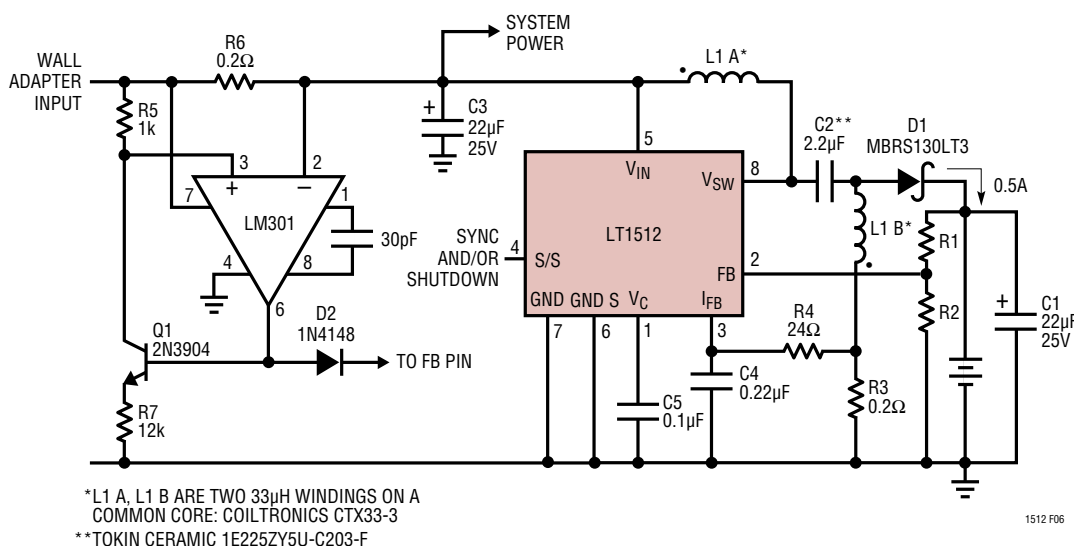 SYSTEM
POWER
WALL
ADAPTER
INPUT
R6
0.2Ω
R5
1k
+
C3
22µF
25V
L1 A*
•
C2**
2.2µF
D1
MBRS130LT3
0.5A
5
VIN
VSW
8
LT1512
SYNC
AND/OR
SHUTDOWN
4
S/S
FB
2
GND
GND S
VC
IFB
7
6
1
3
3
2
+
−
7
1
LM301
30pF
4
8
6
D2
1N4148
TO FB PIN
Q1
2N3904
R7
12k
L1 B*
•
R1
R2
R4
24Ω
R3
0.2Ω
C4
0.22µF
C5
0.1µF
+
C1
22µF
25V
*L1 A, L1 B ARE TWO 33µH WINDINGS ON A
COMMON CORE: COILTRONICS CTX33-3
**TOKIN CERAMIC 1E225ZY5U-C203-F
1512 F06